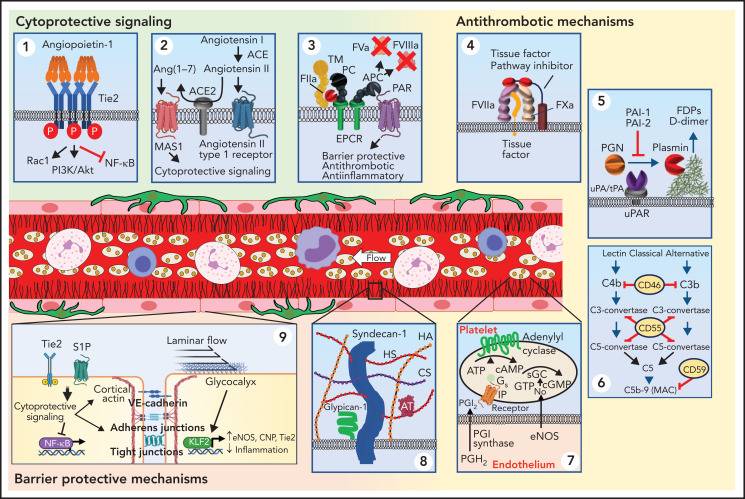 Cytoprotective signaling
Antithrombotic mechanisms
1
Angiopoietin-1
Tie2
P P P
Rac1
PI3K/Akt
NF-κB
2
Angiotensin I
ACE
Ang(1–7)
Angiotensin II
ACE2
MAS1
Angiotensin II
type 1 receptor
Cytoprotective signaling
3
FVa
FVIIIa
TM
PC
APC
FIIa
PAR
EPCR
Barrier protective
Antithrombotic
Antiinflammatory
4
Tissue factor
Pathway inhibitor
FVIIa
FXa
Tissue
factor
5
PAI-1
PAI-2
FDPs
D-dimer
PGN
Plasmin
uPA/tPA
uPAR
Flow
Lectin Classical Alternative
C4b
CD46
C3b
C3-convertase
C3-convertase
CD55
C5-convertase
C5-convertase
C5
CD59
C5b-9 (MAC)
6
9
Tie2
S1P
Laminar flow
Cortical
actin
Glycocalyx
VE-cadherin
Cytoprotective
signaling
Adherens junctions
NF-κB
Tight junctions
KLF2
↑eNOS, CNP, Tie2
↓ Inflammation
Syndecan-1
HA
HS
CS
Glypican-1
AT
8
Platelet
Adenylyl
cyclase
ATP
cAMP
sGC
Gs
GTP
cGMP
IP
No
PGI2
Receptor
PGI
synthase
eNOS
PGH2
Endothelium
7
Barrier protective mechanisms